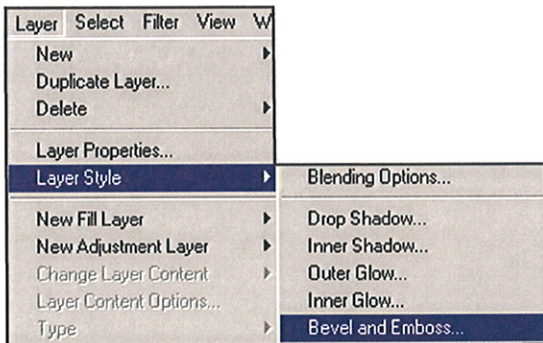 Layer Select Filter View W
New
Duplicate Layer...
Delete
Layer Properties...
Layer Style
New Fill Layer
New Adjustment Layer
Change Layer Content
Layer Content Options...
Type
Blending Options...
Drop Shadow...
Inner Shadow...
Outer Glow...
Inner Glow...
Bevel and Emboss...